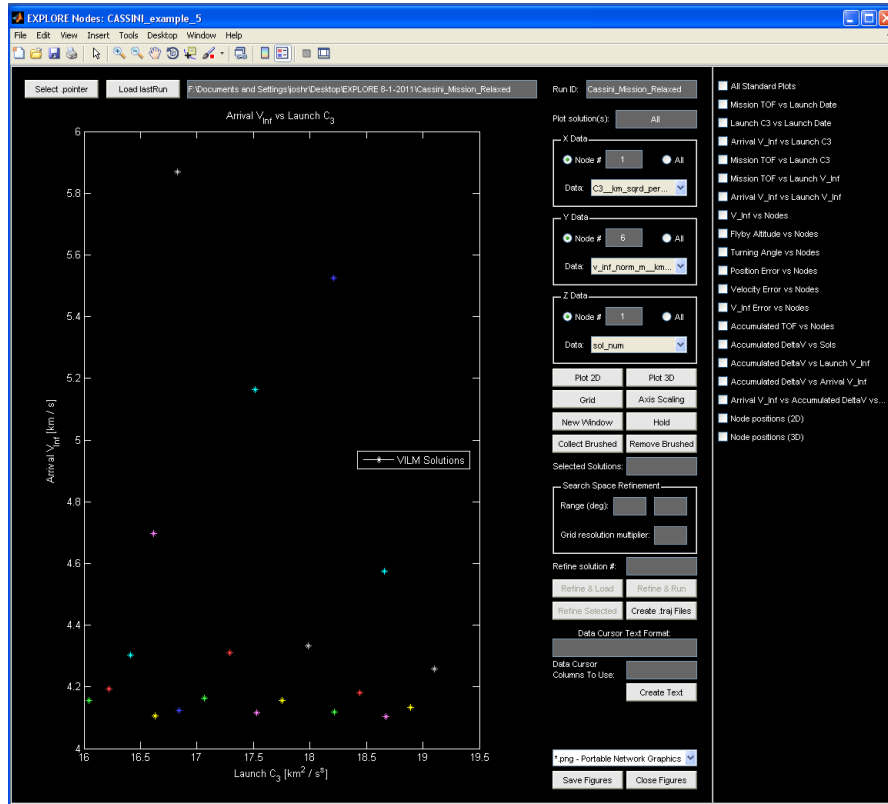 EXPLORE Nodes: CASSINI_example_5
File Edit View Insert Tools Desktop Window Help
Select .pointer Load lastRun F:\Documents and Settings\joshr\Desktop\EXPLORE 8-1-2011\Cassini_Mission_Relaxed
Run ID: Cassini_Mission_Relaxed
Plot solution(s): All
X Data
Node # 1 All
Data: C3__km_sqrd_per...
Y Data
Node # 6 All
Data: v_inf_norm_m__km...
Z Data
Node # 1 All
Data: sol_num
Plot 2D Plot 3D
Grid Axis Scaling
New Window Hold
Collect Brushed Remove Brushed
Selected Solutions:
Search Space Refinement
Range (deg):
Grid resolution multiplier:
Refine solution #:
Refine & Load Refine & Run
Refine Selected Create .traj Files
Data Cursor Text Format:
Data Cursor
Columns To Use:
Create Text
*.png - Portable Network Graphics
Save Figures Close Figures
Arrival V_Inf vs Launch C_3
6
5.8
5.6
5.4
5.2
5
4.8
4.6
4.4
4.2
4
Arrival V_Inf [km / s]
VILM Solutions
16 16.5 17 17.5 18 18.5 19 19.5
Launch C_3 [km^2 / s^s]
All Standard Plots
Mission TOF vs Launch Date
Launch C3 vs Launch Date
Arrival V_Inf vs Launch C3
Mission TOF vs Launch C3
Mission TOF vs Launch V_Inf
Arrival V_Inf vs Launch V_Inf
V_Inf vs Nodes
Flyby Altitude vs Nodes
Turning Angle vs Nodes
Position Error vs Nodes
Velocity Error vs Nodes
V_Inf Error vs Nodes
Accumulated TOF vs Nodes
Accumulated DeltaV vs Sols
Accumulated DeltaV vs Launch V_Inf
Accumulated DeltaV vs Arrival V_Inf
Arrival V_Inf vs Accumulated DeltaV vs...
Node positions (2D)
Node positions (3D)